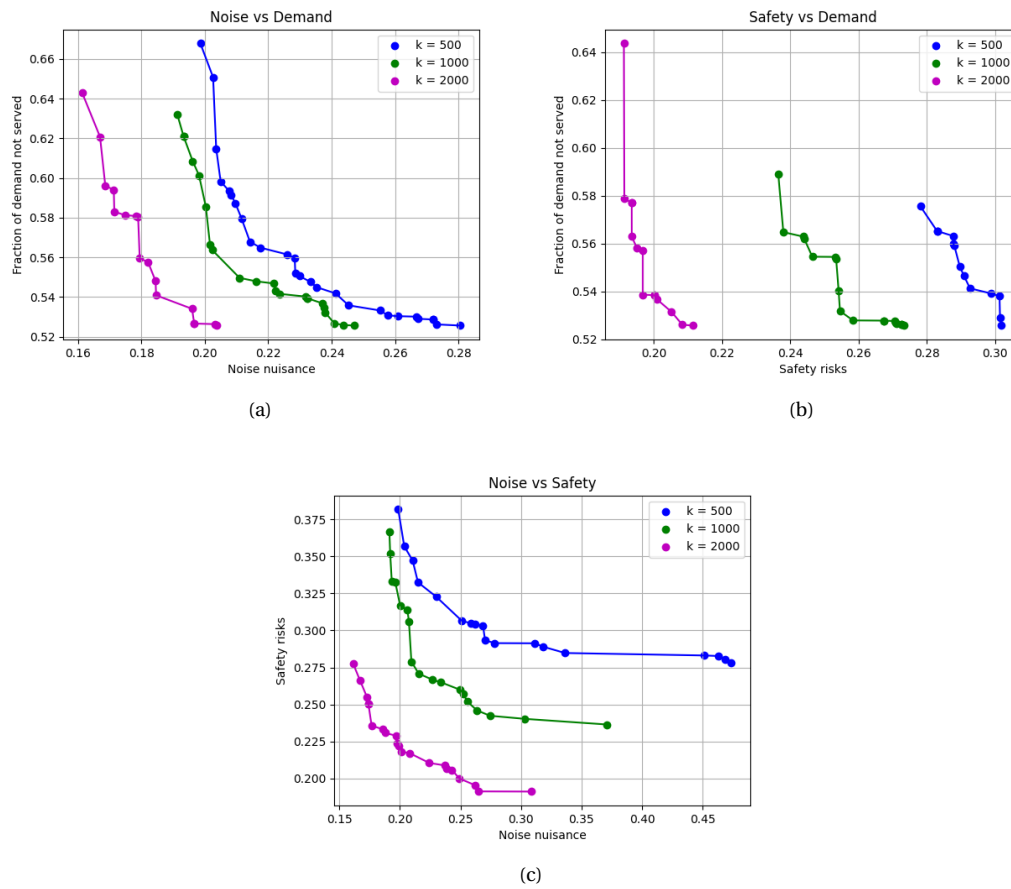 Noise vs Demand
k = 500
k = 1000
k = 2000
Fraction of demand not served
0.66
0.64
0.62
0.60
0.58
0.56
0.54
0.52
0.16 0.18 0.20 0.22 0.24 0.26 0.28
Noise nuisance
(a)
Safety vs Demand
k = 500
k = 1000
k = 2000
Fraction of demand not served
0.64
0.62
0.60
0.58
0.56
0.54
0.52
0.20 0.22 0.24 0.26 0.28 0.30
Safety risks
(b)
Noise vs Safety
k = 500
k = 1000
k = 2000
Safety risks
0.375
0.350
0.325
0.300
0.275
0.250
0.225
0.200
0.15 0.20 0.25 0.30 0.35 0.40 0.45
Noise nuisance
(c)